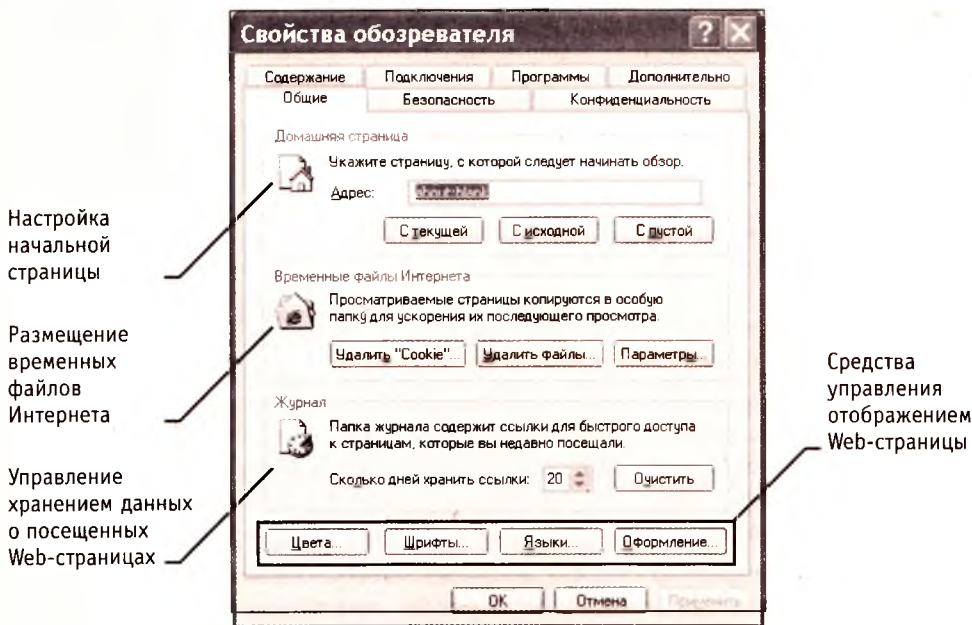 Свойства обозревателя
Содержание Подключения Программы Дополнительно
Общие Безопасность Конфиденциальность
Домашняя страница
Укажите страницу, с которой следует начинать обзор.
Адрес: about:blank
С текущей С исходной С пустой
Временные файлы Интернета
Просматриваемые страницы копируются в особую
папку для ускорения их последующего просмотра.
Удалить "Cookie"... Удалить файлы... Параметры...
Журнал
Папка журнала содержит ссылки для быстрого доступа
к страницам, которые вы недавно посещали.
Сколько дней хранить ссылки: 20 Очистить
Цвета... Шрифты... Языки... Оформление...
OK Отмена Применить
Настройка
начальной
страницы
Размещение
временных
файлов
Интернета
Управление
хранением данных
о посещенных
Web-страницах
Средства
управления
отображением
Web-страницы